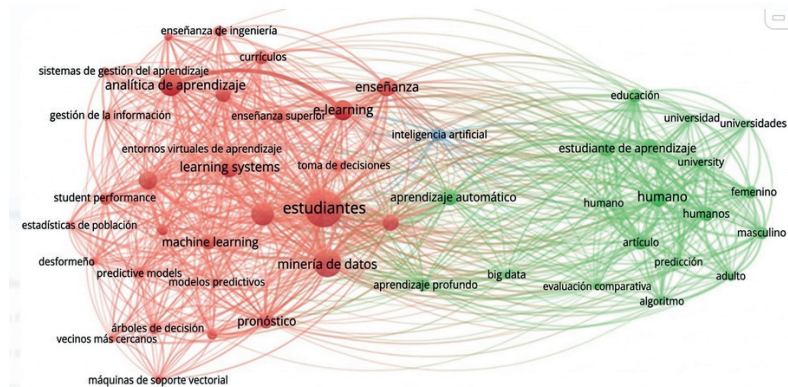 enseñanza de ingeniería
currículos
sistemas de gestión del aprendizaje
analítica de aprendizaje
enseñanza
educación
gestión de la información
enseñanza superior
e-learning
universidad
universidades
inteligencia artificial
entornos virtuales de aprendizaje
estudiante de aprendizaje
learning systems
toma de decisiones
university
student performance
aprendizaje automático
humano
femenino
estudiantes
humano
humanos
estadísticas de población
masculino
machine learning
artículo
desformeño
minería de datos
predicción
predictive models
big data
adulto
modelos predictivos
aprendizaje profundo
evaluación comparativa
algoritmo
pronóstico
árboles de decisión
vecinos más cercanos
máquinas de soporte vectorial